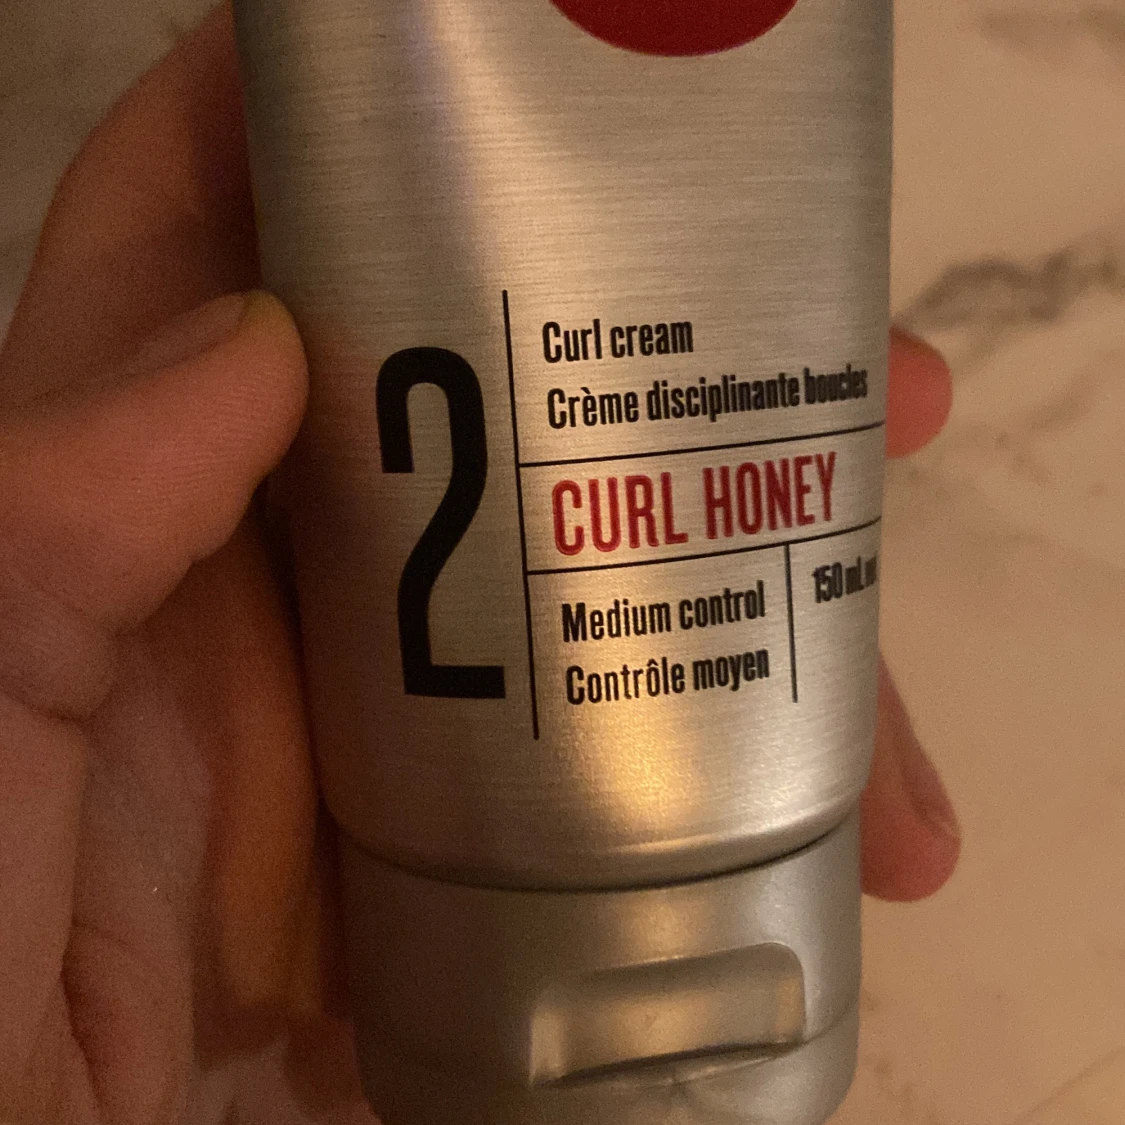 2
Curl cream
Crème disciplinante boucles
CURL HONEY
Medium control
Contrôle moyen
150 mL